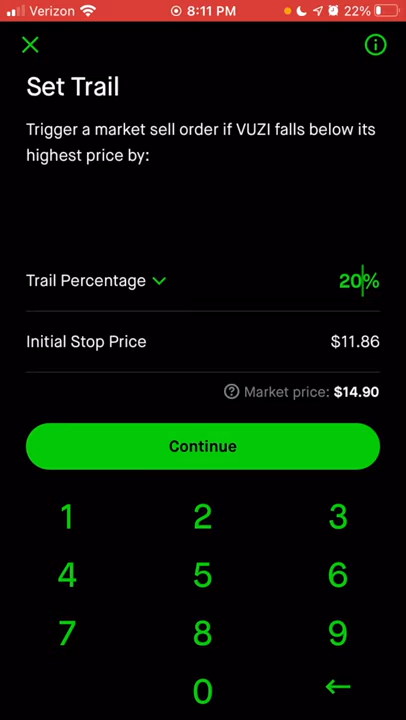 Verizon 8:11 PM 22%
Set Trail
Trigger a market sell order if VUZI falls below its
highest price by:
Trail Percentage 20%
Initial Stop Price $11.86
? Market price: $14.90
Continue
1 2 3
4 5 6
7 8 9
0 ←